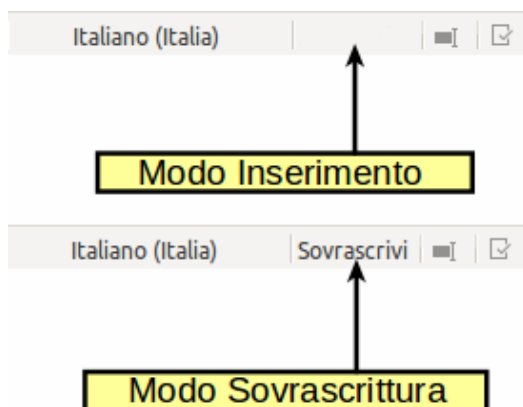 Italiano (Italia)
Modo Inserimento
Italiano (Italia) Sovrascrivi
Modo Sovrascrittura